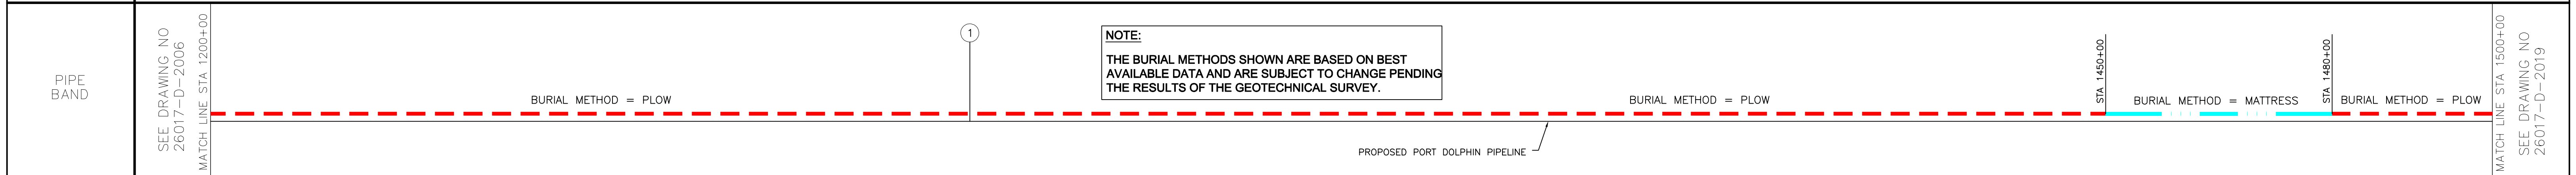 PIPE
BAND
SEE DRAWING NO
26017-D-2006
MATCH LINE STA 1200+00
BURIAL METHOD = PLOW
1
NOTE:
THE BURIAL METHODS SHOWN ARE BASED ON BEST
AVAILABLE DATA AND ARE SUBJECT TO CHANGE PENDING
THE RESULTS OF THE GEOTECHNICAL SURVEY.
PROPOSED PORT DOLPHIN PIPELINE
BURIAL METHOD = PLOW
STA 1450+00
BURIAL METHOD = MATTRESS
STA 1480+00
BURIAL METHOD = PLOW
MATCH LINE STA 1500+00
SEE DRAWING NO
26017-D-2019